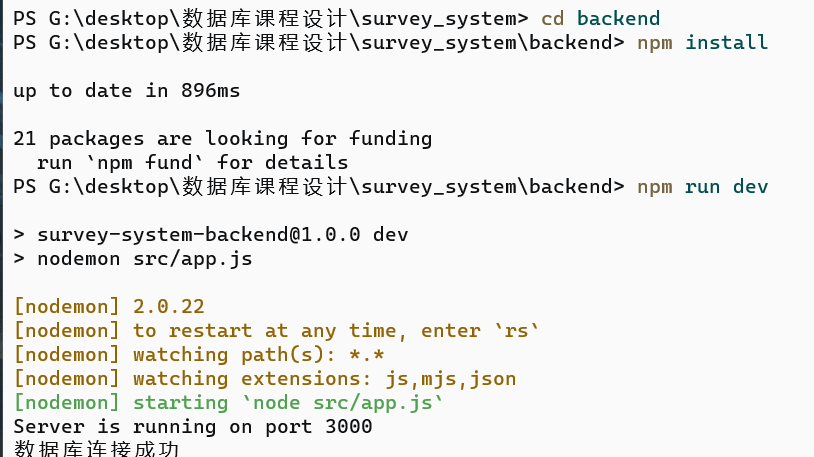 PS G:\desktop\数据库课程设计\survey_system> cd backend
PS G:\desktop\数据库课程设计\survey_system\backend> npm install
up to date in 896ms
21 packages are looking for funding
run `npm fund` for details
PS G:\desktop\数据库课程设计\survey_system\backend> npm run dev
> survey-system-backend@1.0.0 dev
> nodemon src/app.js
[nodemon] 2.0.22
[nodemon] to restart at any time, enter `rs`
[nodemon] watching path(s): *.*
[nodemon] watching extensions: js,mjs,json
[nodemon] starting `node src/app.js`
Server is running on port 3000
数据库连接成功